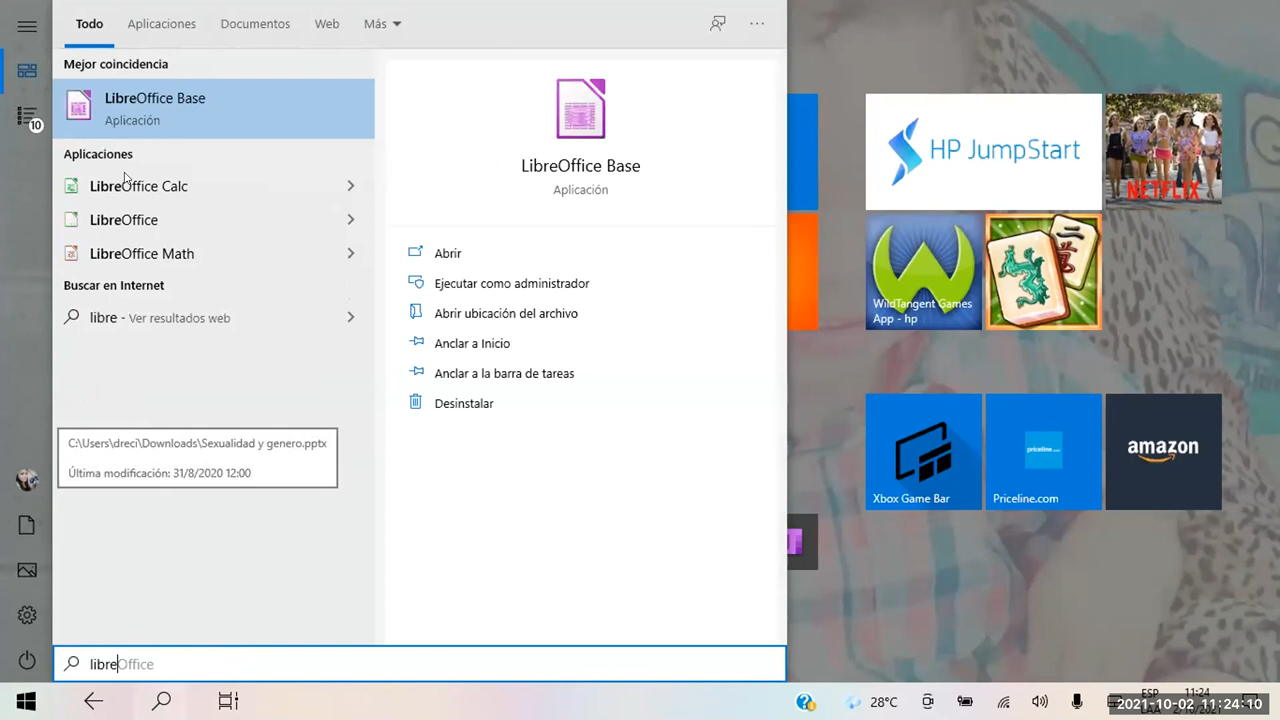 Todo Aplicaciones Documentos Web Más
Mejor coincidencia
LibreOffice Base
Aplicación
Aplicaciones
LibreOffice Calc
LibreOffice
LibreOffice Math
Buscar en Internet
libre - Ver resultados web
C:\Users\dreci\Downloads\Sexualidad y genero.pptx
Última modificación: 31/8/2020 12:00
LibreOffice Base
Aplicación
Abrir
Ejecutar como administrador
Abrir ubicación del archivo
Anclar a Inicio
Anclar a la barra de tareas
Desinstalar
HP JumpStart
NETFLIX
WildTangent Games
App - hp
Xbox Game Bar
priceline.com
Priceline.com
amazon
10
libreOffice
28°C
ESP
11:24
2021-10-02 11:24:10